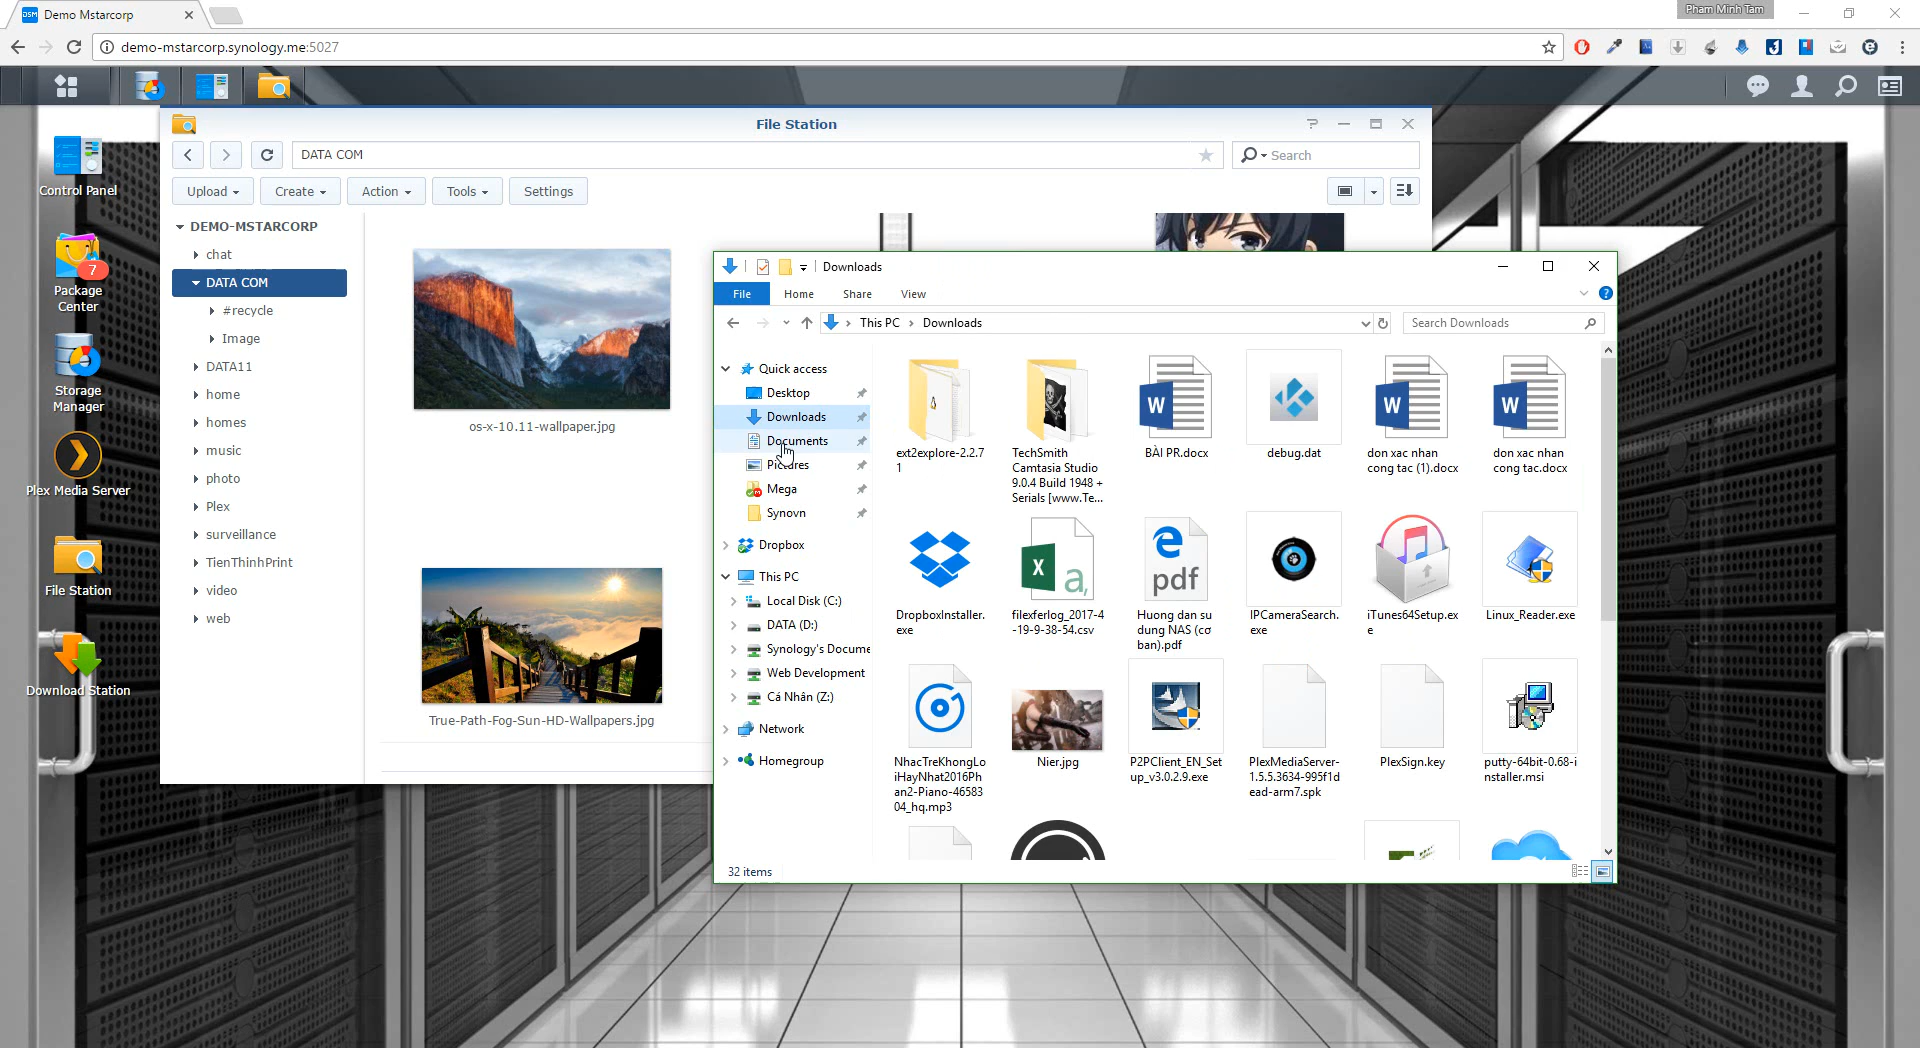 Demo Mstarcorp
Pham Minh Tam
demo-mstarcorp.synology.me:5027
File Station
DATA COM
Search
Upload
Create
Action
Tools
Settings
Control Panel
7
Package
Center
Storage
Manager
Plex Media Server
File Station
Download Station
DEMO-MSTARCORP
chat
DATA COM
#recycle
Image
DATA11
home
homes
music
photo
Plex
surveillance
TienThinhPrint
video
web
os-x-10.11-wallpaper.jpg
True-Path-Fog-Sun-HD-Wallpapers.jpg
Downloads
File
Home
Share
View
This PC
Downloads
Search Downloads
Quick access
Desktop
Downloads
Documents
Pictures
Mega
Synovn
Dropbox
This PC
Local Disk (C:)
DATA (D:)
Synology's Docume
Web Development
Cá Nhân (Z:)
Network
Homegroup
ext2explore-2.2.7
1
TechSmith
Camtasia Studio
9.0.4 Build 1948 +
Serials [www.Te...
BÀI PR.docx
debug.dat
don xac nhan
cong tac (1).docx
don xac nhan
cong tac.docx
DropboxInstaller.
exe
filexferlog_2017-4
-19-9-38-54.csv
pdf
Huong dan su
dung NAS (cơ
ban).pdf
IPCameraSearch.
exe
iTunes64Setup.ex
e
Linux_Reader.exe
NhacTreKhongLo
iHayNhat2016Ph
an2-Piano-46583
04_hq.mp3
Nier.jpg
P2PClient_EN_Set
up_v3.0.2.9.exe
PlexMediaServer-
1.5.5.3634-995f1d
ead-arm7.spk
PlexSign.key
putty-64bit-0.68-i
nstaller.msi
32 items